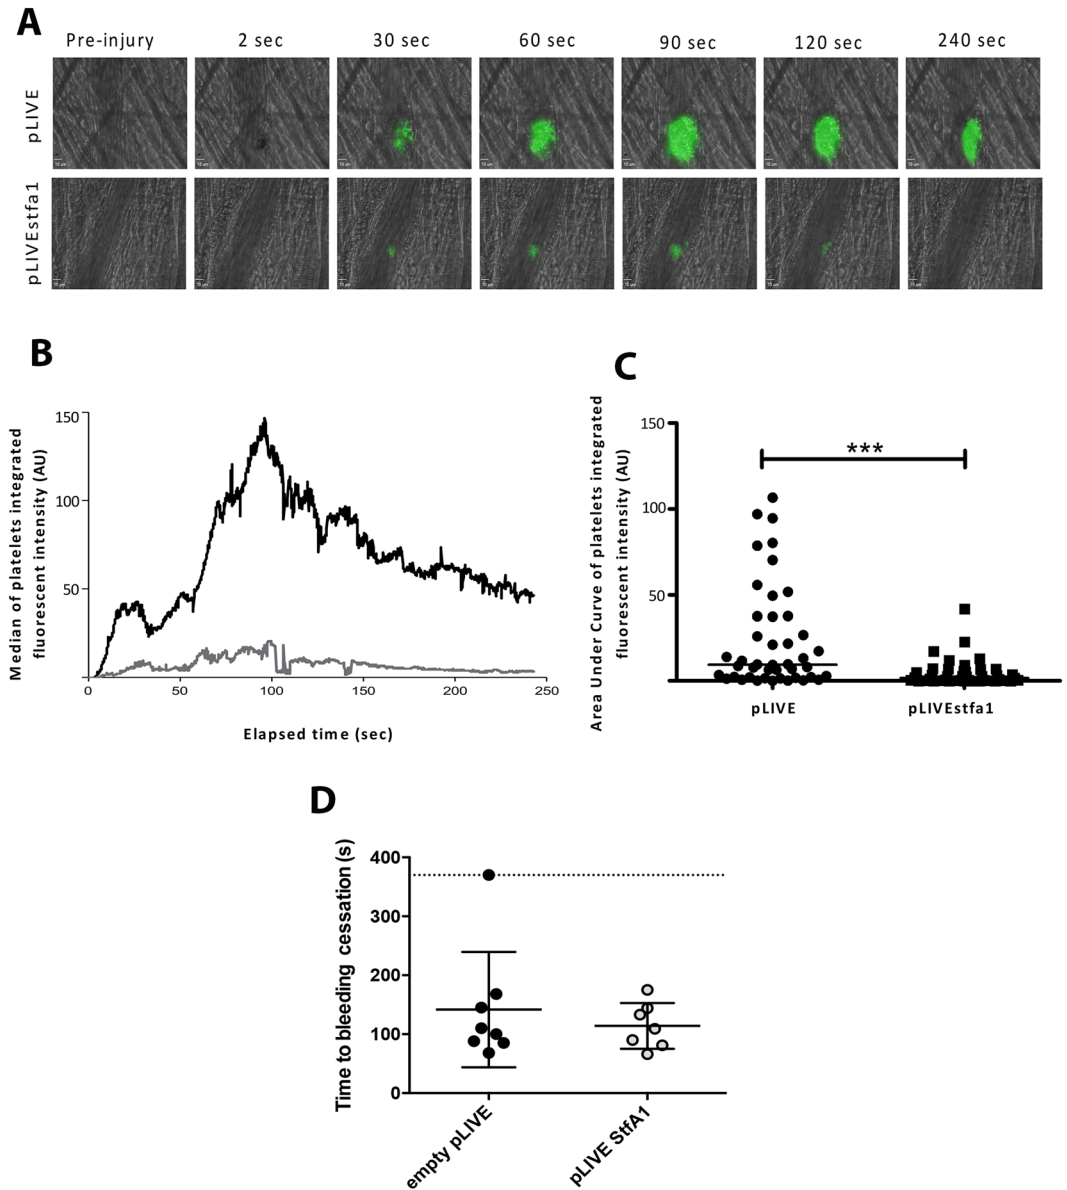 A
Pre-injury 2 sec 30 sec 60 sec 90 sec 120 sec 240 sec
pLIVE
pLIVEstfa1
B
Median of platelets integrated
fluorescent intensity (AU)
150
100
50
0 50 100 150 200 250
Elapsed time (sec)
C
Area Under Curve of platelets integrated
fluorescent intensity (AU)
150
100
50
***
pLIVE pLIVEstfa1
D
Time to bleeding cessation (s)
400
300
200
100
0
empty pLIVE
pLIVE StfA1